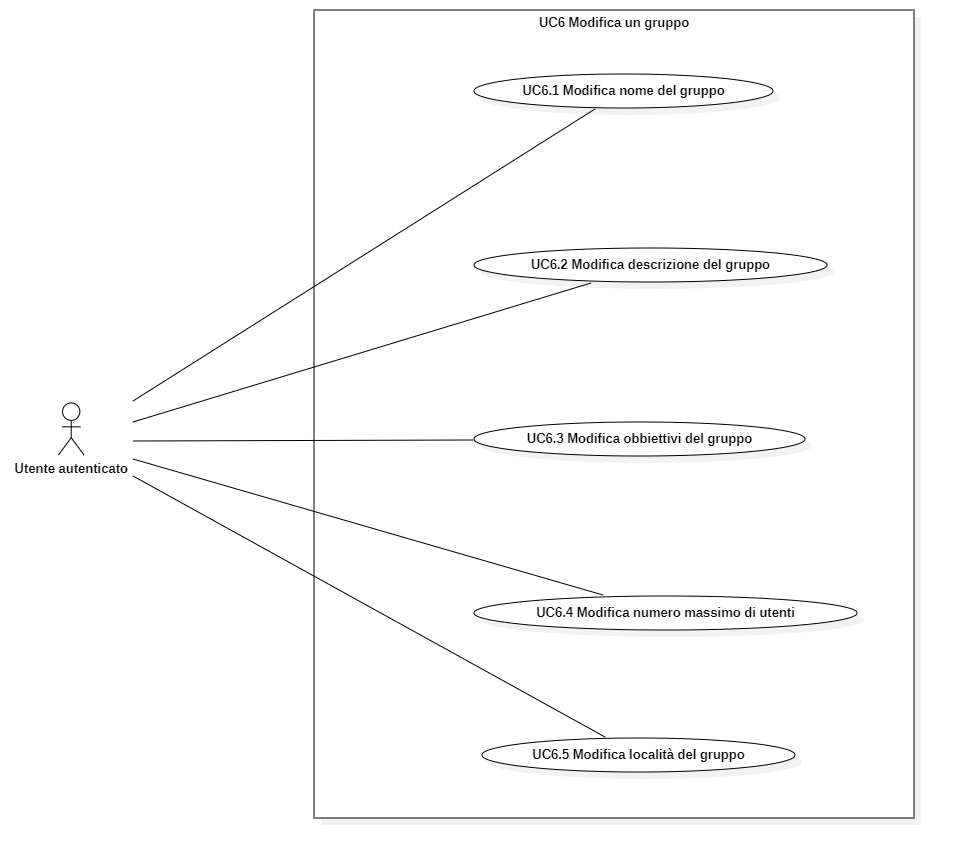 UC6 Modifica un gruppo
UC6.1 Modifica nome del gruppo
UC6.2 Modifica descrizione del gruppo
UC6.3 Modifica obbiettivi del gruppo
Utente autenticato
UC6.4 Modifica numero massimo di utenti
UC6.5 Modifica località del gruppo